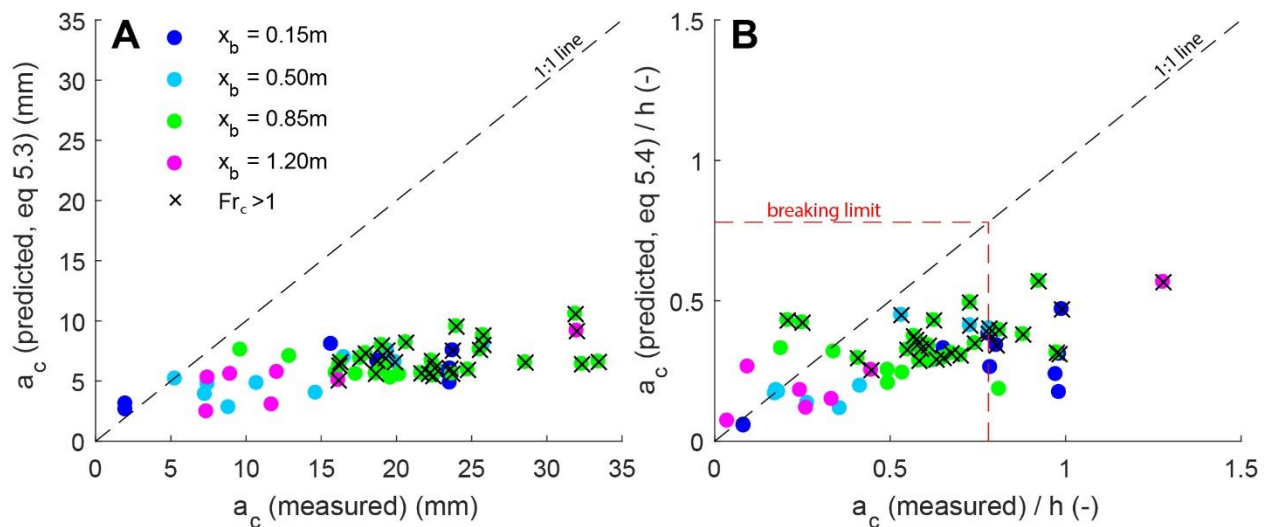 A
x_b = 0.15m
x_b = 0.50m
x_b = 0.85m
x_b = 1.20m
× Fr_c >1
1:1 line
35
30
25
20
15
10
5
0
0 5 10 15 20 25 30 35
a_c (predicted, eq 5.3) (mm)
a_c (measured) (mm)
B
1:1 line
breaking limit
1.5
1
0.5
0
0 0.5 1 1.5
a_c (predicted, eq 5.4) / h (-)
a_c (measured) / h (-)